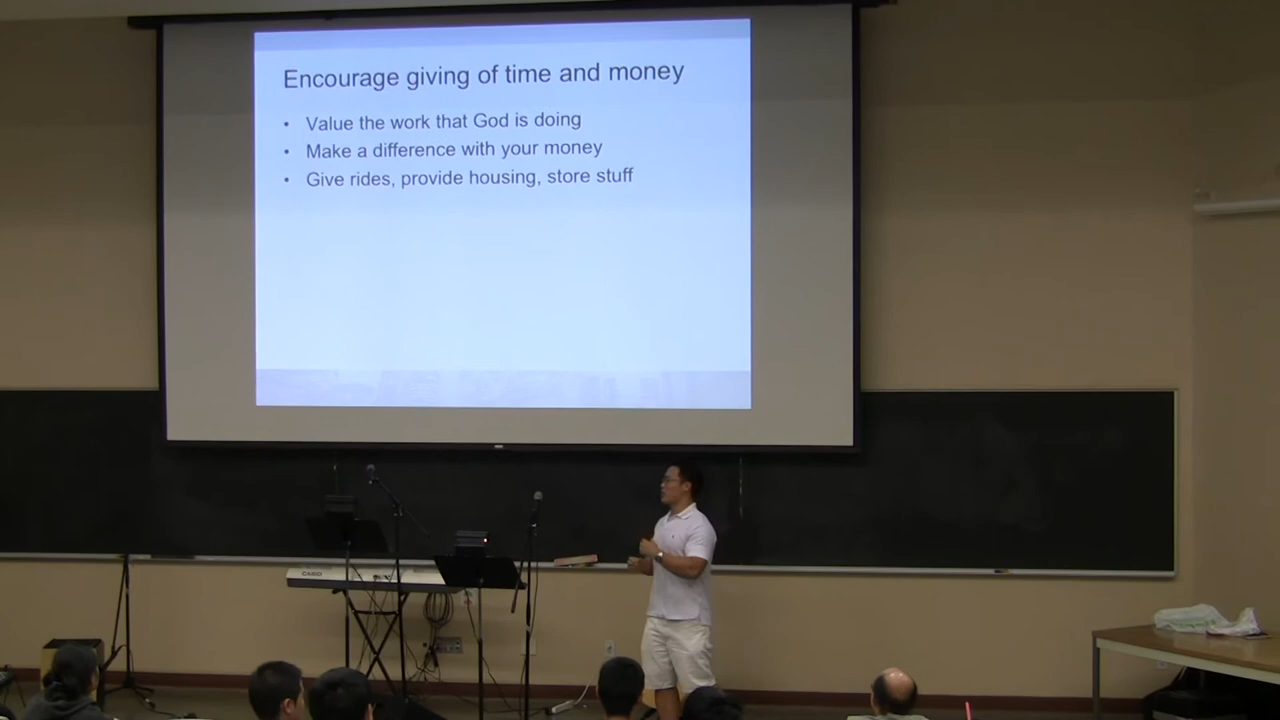 Encourage giving of time and money
• Value the work that God is doing
• Make a difference with your money
• Give rides, provide housing, store stuff
CASIO